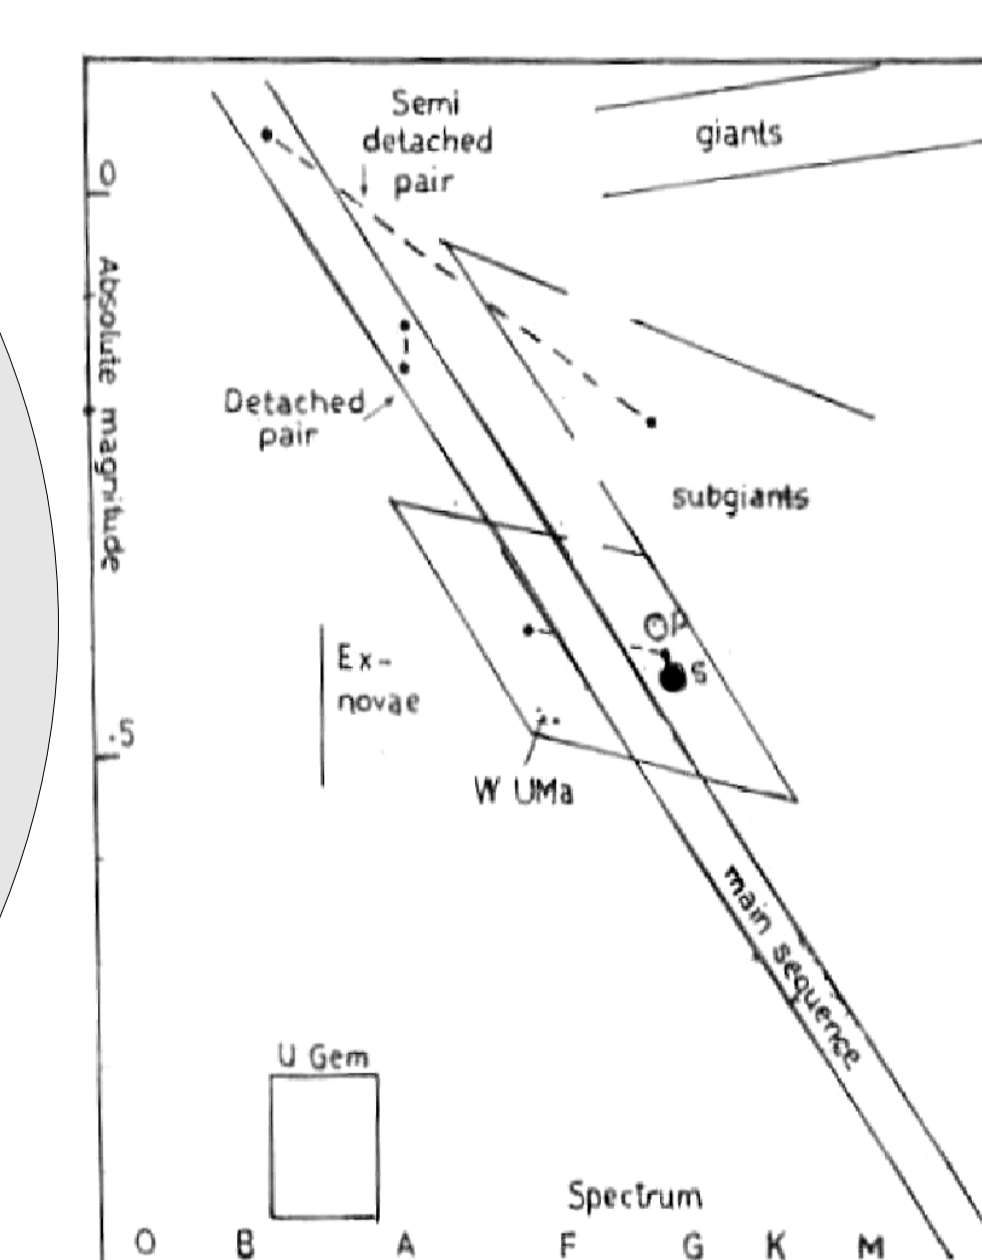 Semi
detached
pair
giants
0
Absolute magnitude
Detached
pair
subgiants
OP
S
Ex-
novae
.5
W UMa
main sequence
U Gem
Spectrum
O B A F G K M